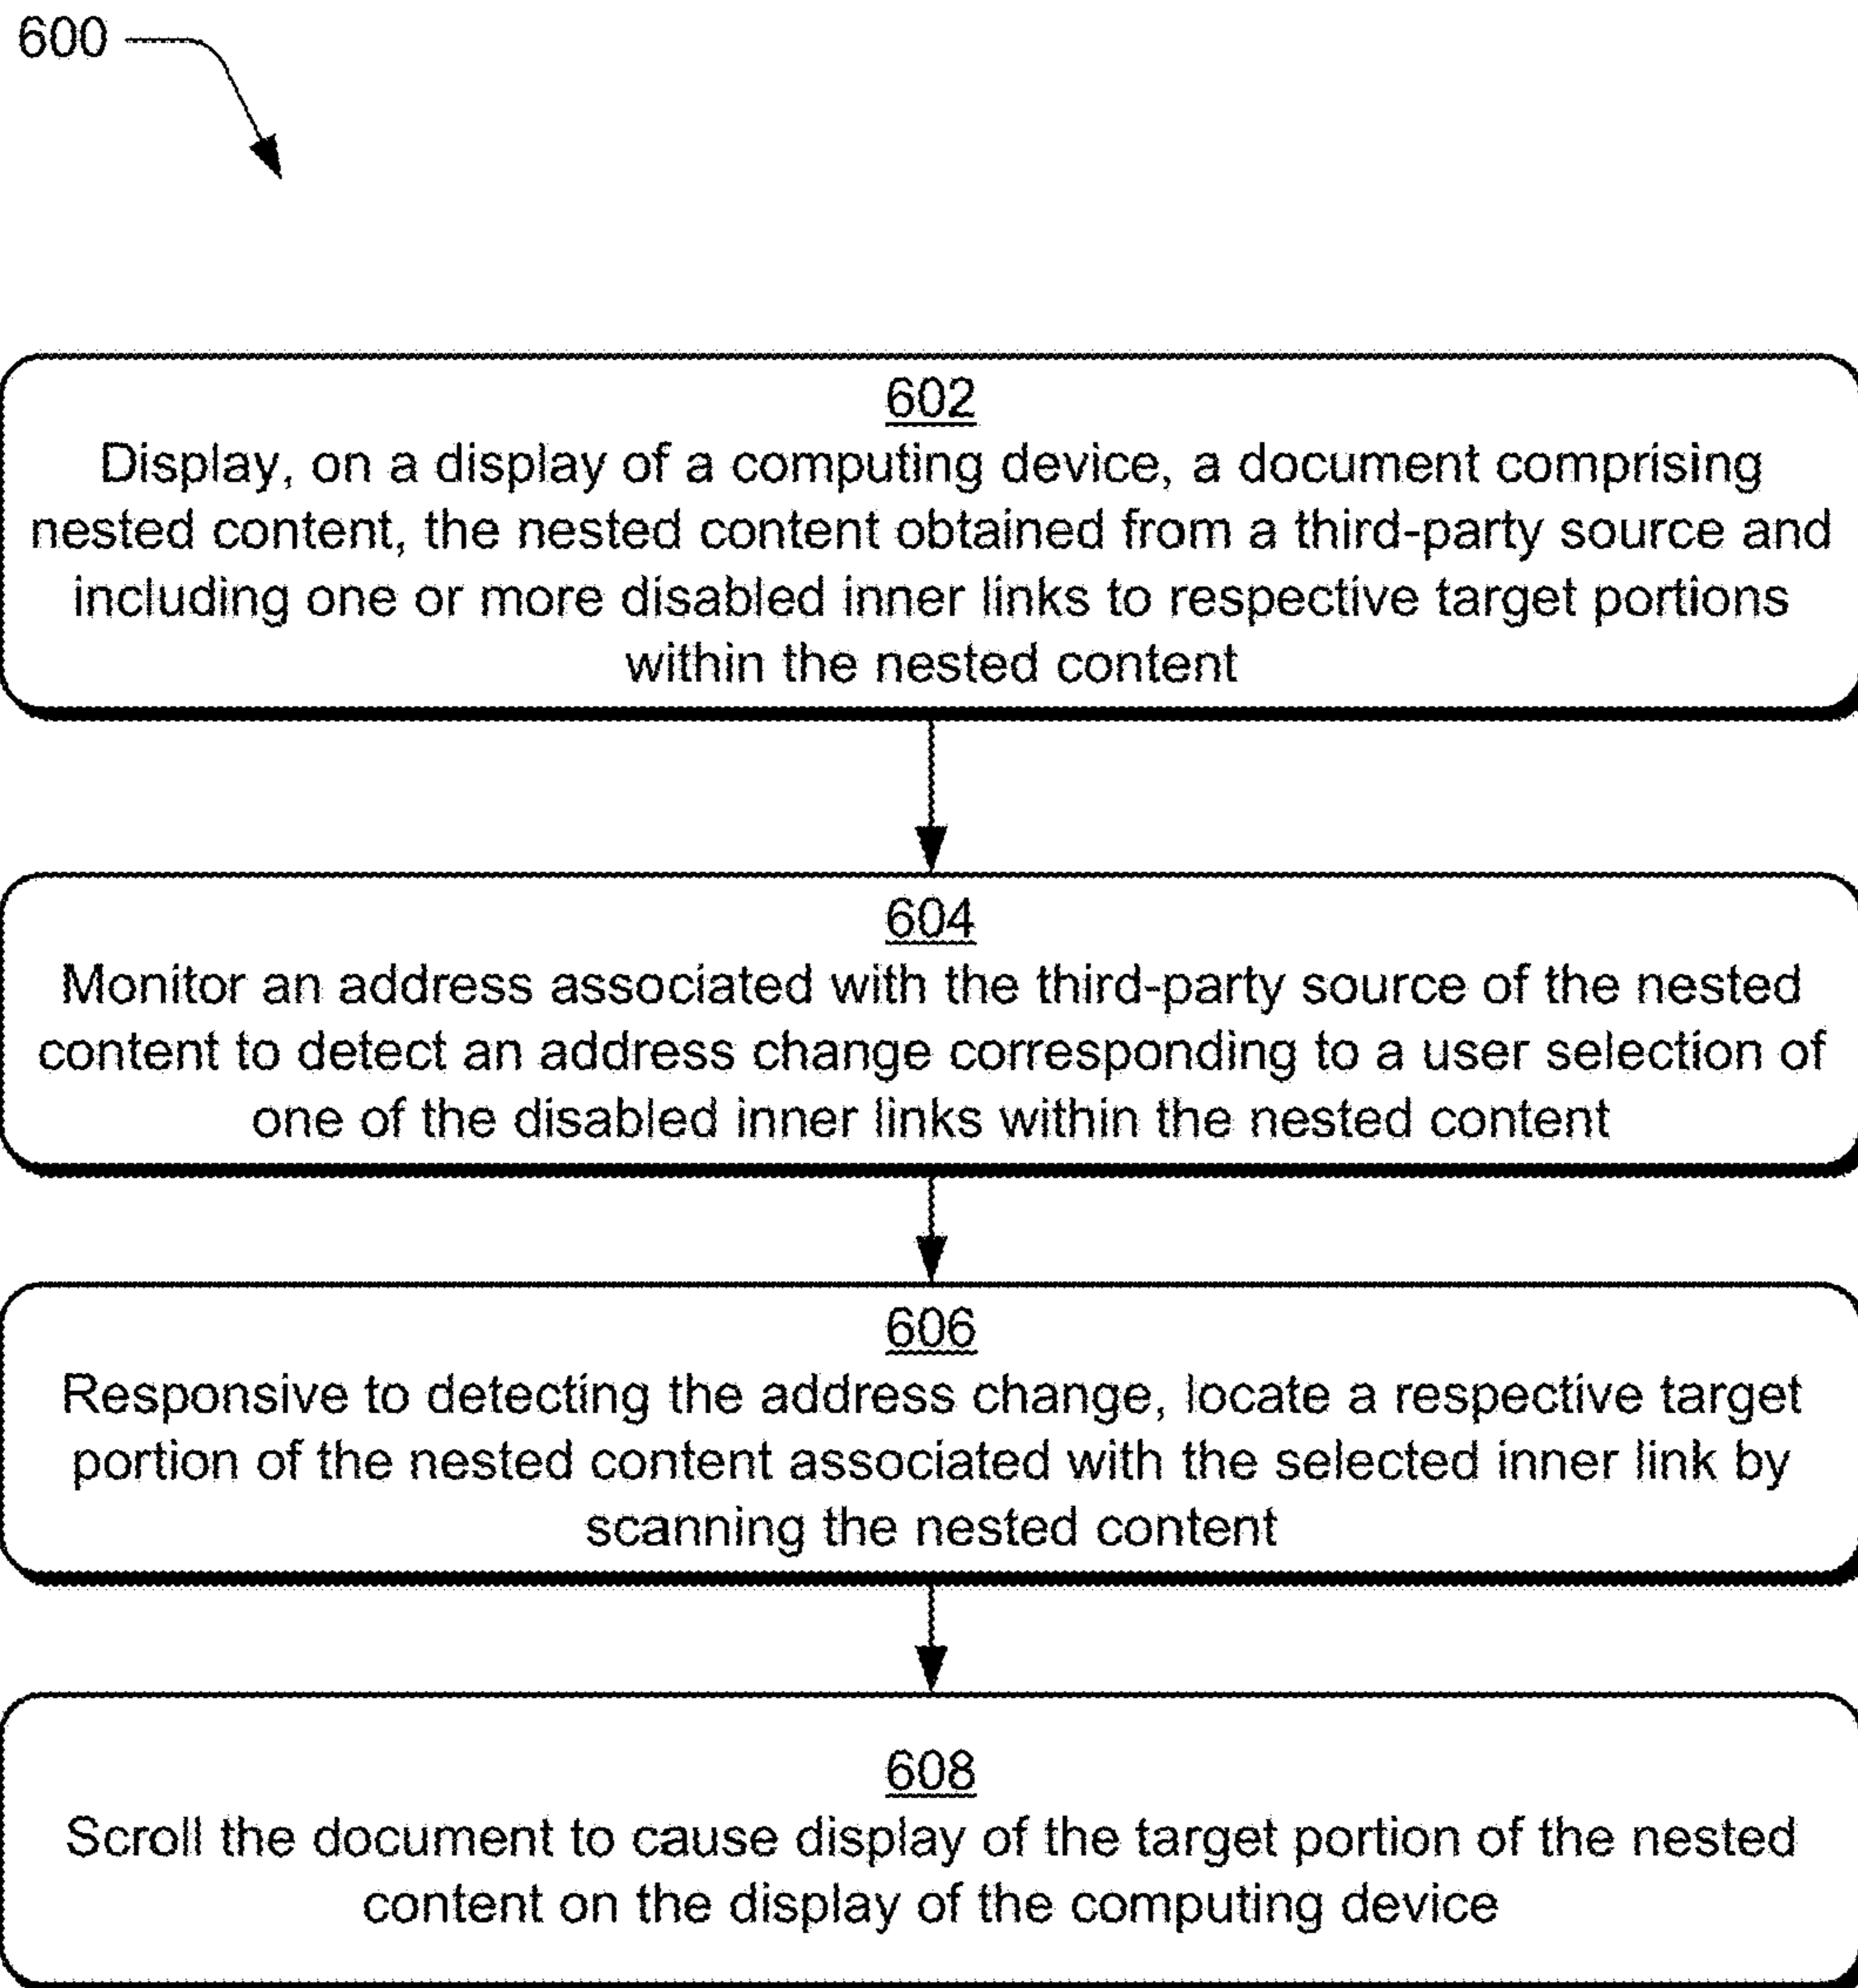 600
602
Display, on a display of a computing device, a document comprising
nested content, the nested content obtained from a third-party source and
including one or more disabled inner links to respective target portions
within the nested content
604
Monitor an address associated with the third-party source of the nested
content to detect an address change corresponding to a user selection of
one of the disabled inner links within the nested content
606
Responsive to detecting the address change, locate a respective target
portion of the nested content associated with the selected inner link by
scanning the nested content
608
Scroll the document to cause display of the target portion of the nested
content on the display of the computing device